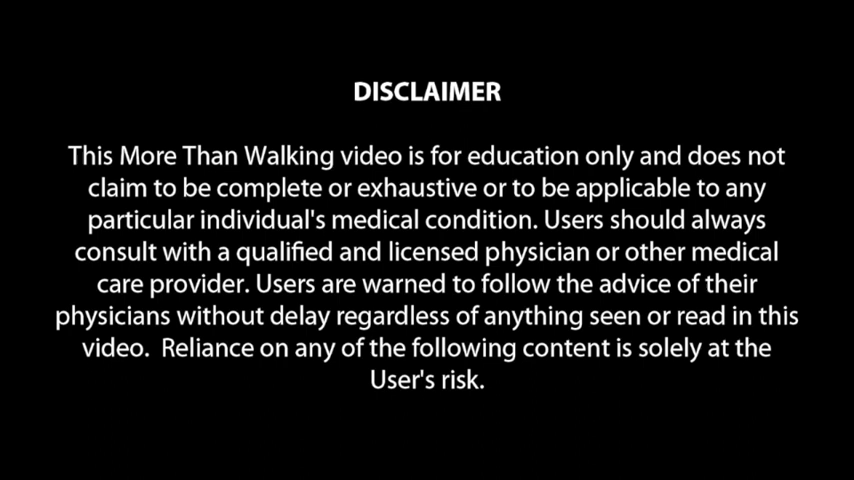 DISCLAIMER
This More Than Walking video is for education only and does not
claim to be complete or exhaustive or to be applicable to any
particular individual's medical condition. Users should always
consult with a qualified and licensed physician or other medical
care provider. Users are warned to follow the advice of their
physicians without delay regardless of anything seen or read in this
video.  Reliance on any of the following content is solely at the
User's risk.